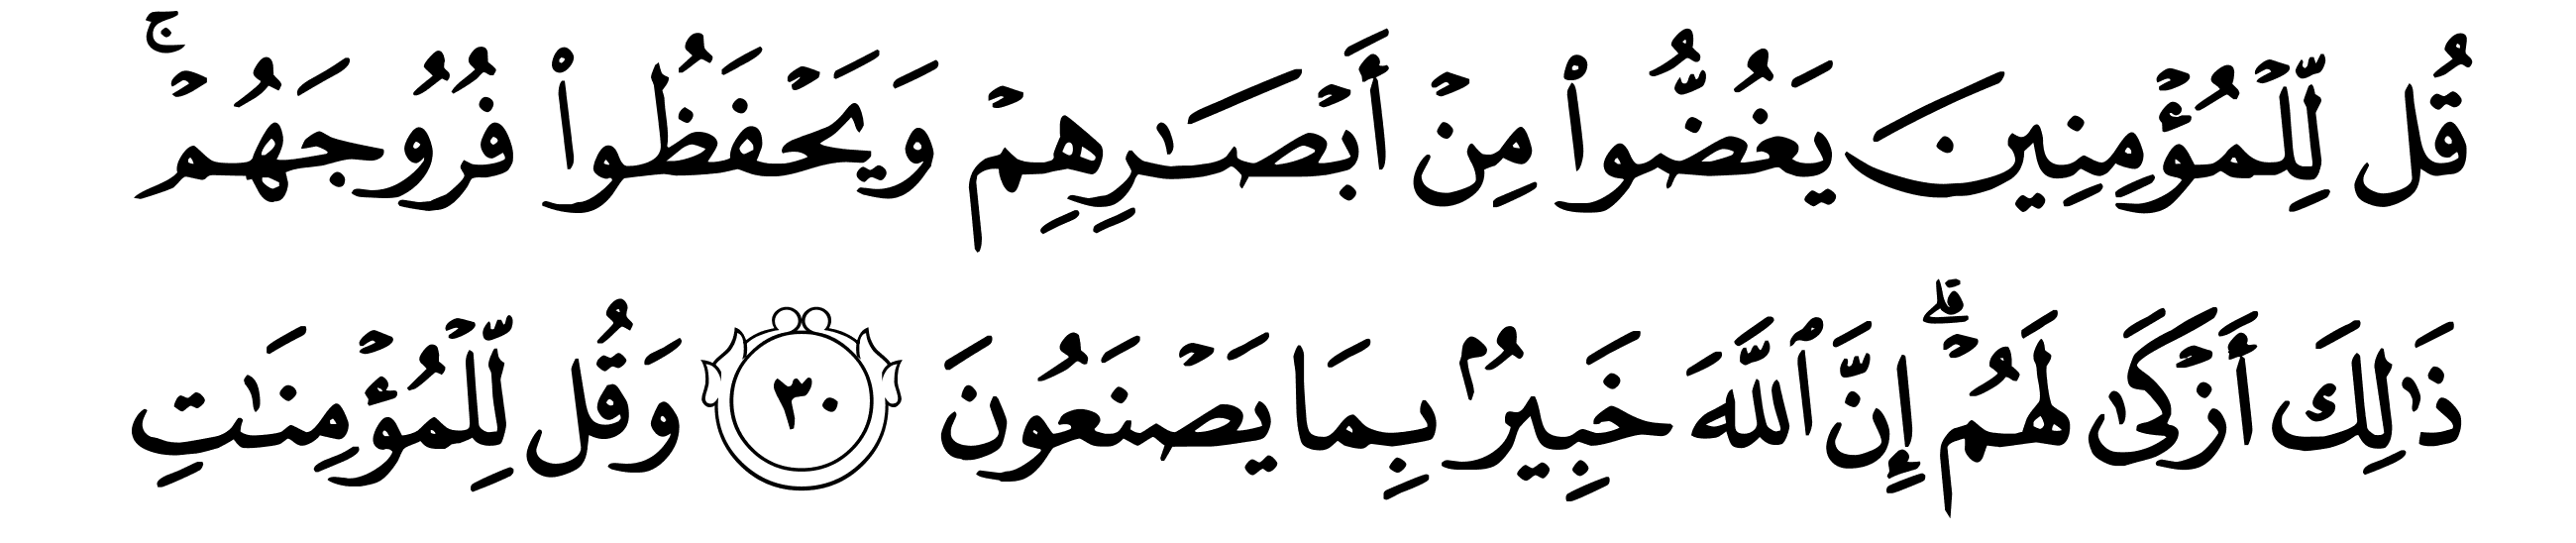 قُل لِّلْمُؤْمِنِينَ يَغُضُّوا۟ مِنْ أَبْصَـٰرِهِمْ وَيَحْفَظُوا۟ فُرُوجَهُمْ ۚ
ذَٰلِكَ أَزْكَىٰ لَهُمْ ۗ إِنَّ ٱللَّهَ خَبِيرٌۢ بِمَا يَصْنَعُونَ ٣٠ وَقُل لِّلْمُؤْمِنَـٰتِ